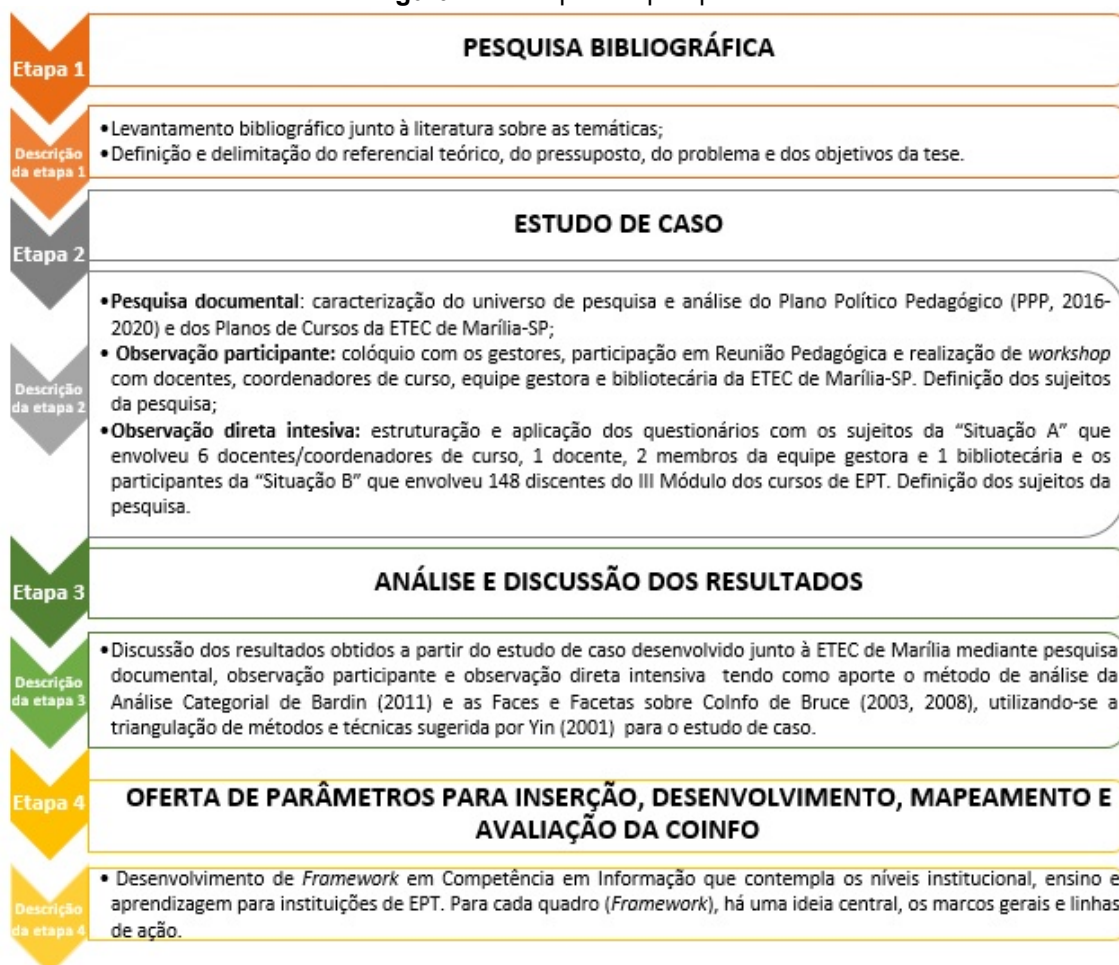 Etapa 1
PESQUISA BIBLIOGRÁFICA
Descrição
da etapa 1
•Levantamento bibliográfico junto à literatura sobre as temáticas;
•Definição e delimitação do referencial teórico, do pressuposto, do problema e dos objetivos da tese.
Etapa 2
ESTUDO DE CASO
Descrição
da etapa 2
•Pesquisa documental: caracterização do universo de pesquisa e análise do Plano Político Pedagógico (PPP, 2016-
2020) e dos Planos de Cursos da ETEC de Marília-SP;
• Observação participante: colóquio com os gestores, participação em Reunião Pedagógica e realização de workshop
com docentes, coordenadores de curso, equipe gestora e bibliotecária da ETEC de Marília-SP. Definição dos sujeitos
da pesquisa;
•Observação direta intesiva: estruturação e aplicação dos questionários com os sujeitos da “Situação A” que
envolveu 6 docentes/coordenadores de curso, 1 docente, 2 membros da equipe gestora e 1 bibliotecária e os
participantes da “Situação B” que envolveu 148 discentes do III Módulo dos cursos de EPT. Definição dos sujeitos da
pesquisa.
Etapa 3
ANÁLISE E DISCUSSÃO DOS RESULTADOS
Descrição
da etapa 3
•Discussão dos resultados obtidos a partir do estudo de caso desenvolvido junto à ETEC de Marília mediante pesquisa
documental, observação participante e observação direta intensiva tendo como aporte o método de análise da
Análise Categorial de Bardin (2011) e as Faces e Facetas sobre CoInfo de Bruce (2003, 2008), utilizando-se a
triangulação de métodos e técnicas sugerida por Yin (2001) para o estudo de caso.
Etapa 4
OFERTA DE PARÂMETROS PARA INSERÇÃO, DESENVOLVIMENTO, MAPEAMENTO E
AVALIAÇÃO DA COINFO
Descrição
da etapa 4
• Desenvolvimento de Framework em Competência em Informação que contempla os níveis institucional, ensino e
aprendizagem para instituições de EPT. Para cada quadro (Framework), há uma ideia central, os marcos gerais e linhas
de ação.